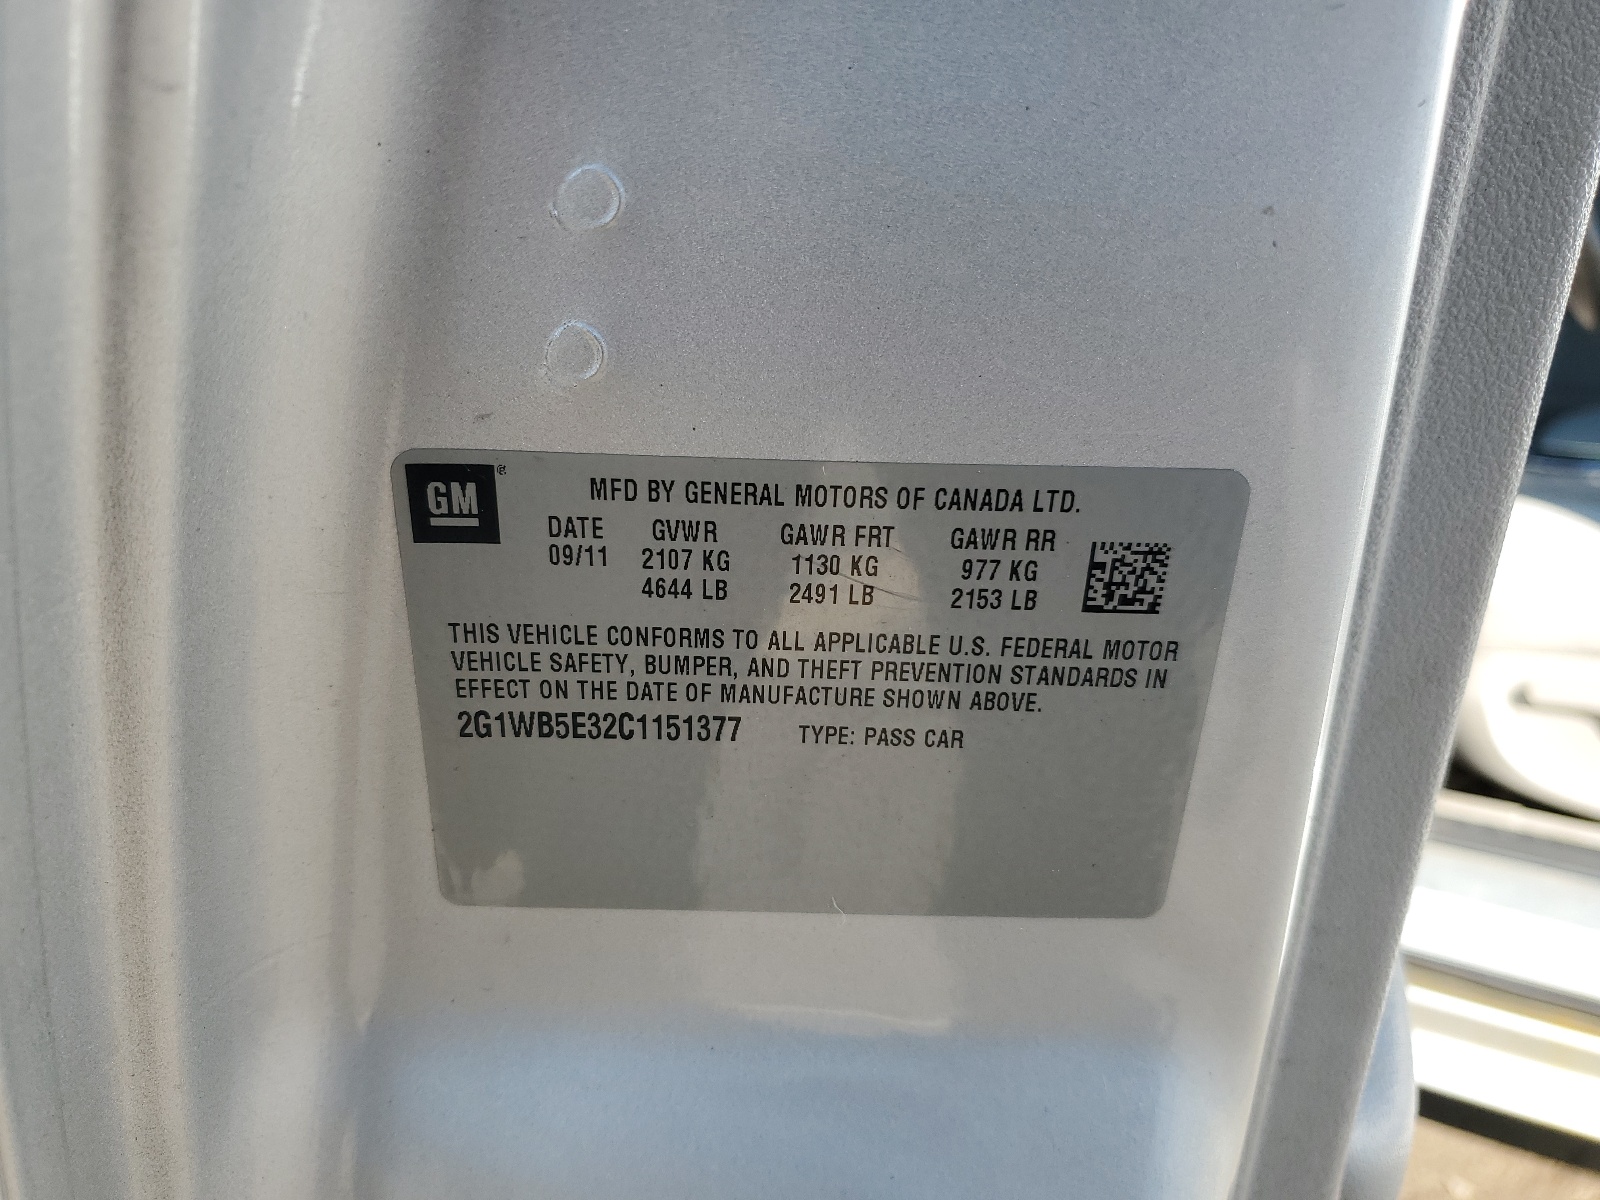 GM®
MFD BY GENERAL MOTORS OF CANADA LTD.
DATE GVWR GAWR FRT GAWR RR
09/11 2107 KG 1130 KG 977 KG
4644 LB 2491 LB 2153 LB
THIS VEHICLE CONFORMS TO ALL APPLICABLE U.S. FEDERAL MOTOR
VEHICLE SAFETY, BUMPER, AND THEFT PREVENTION STANDARDS IN
EFFECT ON THE DATE OF MANUFACTURE SHOWN ABOVE.
2G1WB5E32C1151377 TYPE: PASS CAR